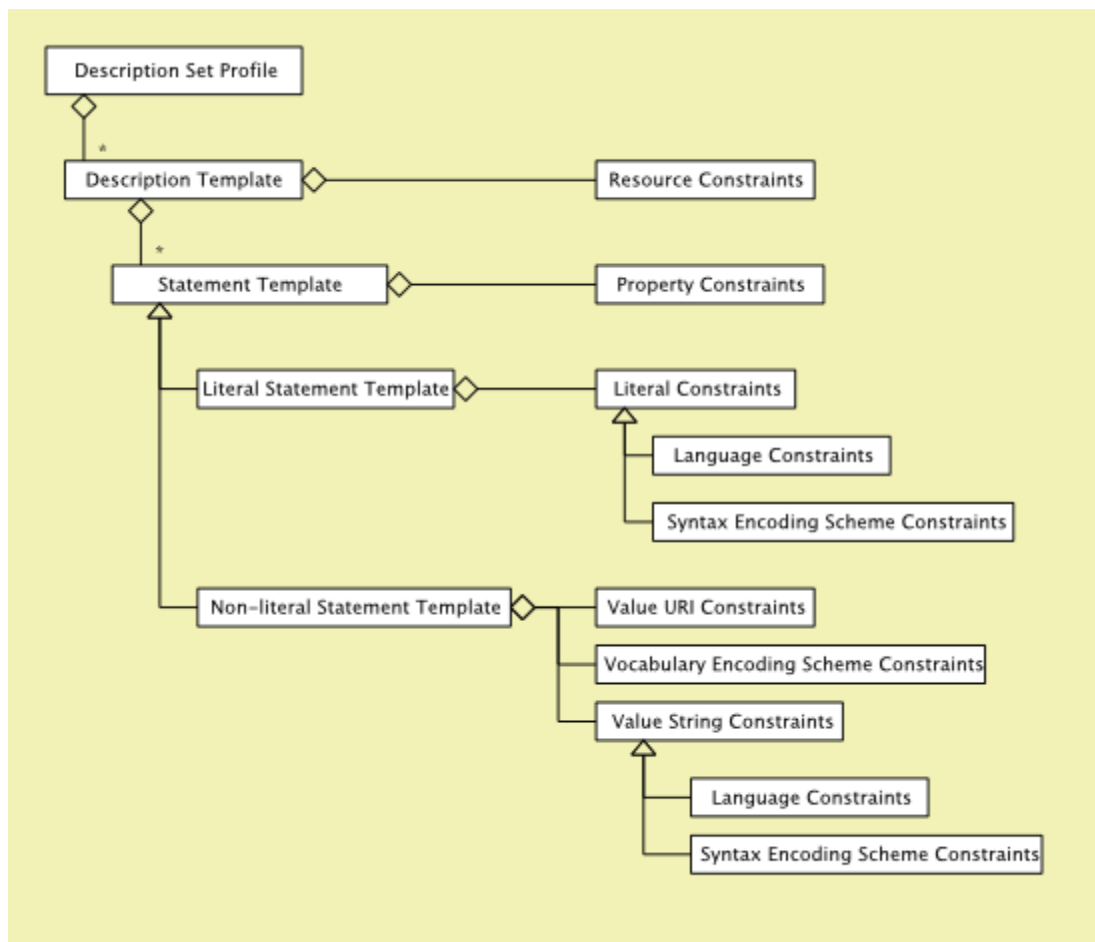 Description Set Profile
*
Description Template
Resource Constraints
*
Statement Template
Property Constraints
Literal Statement Template
Literal Constraints
Language Constraints
Syntax Encoding Scheme Constraints
Non-literal Statement Template
Value URI Constraints
Vocabulary Encoding Scheme Constraints
Value String Constraints
Language Constraints
Syntax Encoding Scheme Constraints